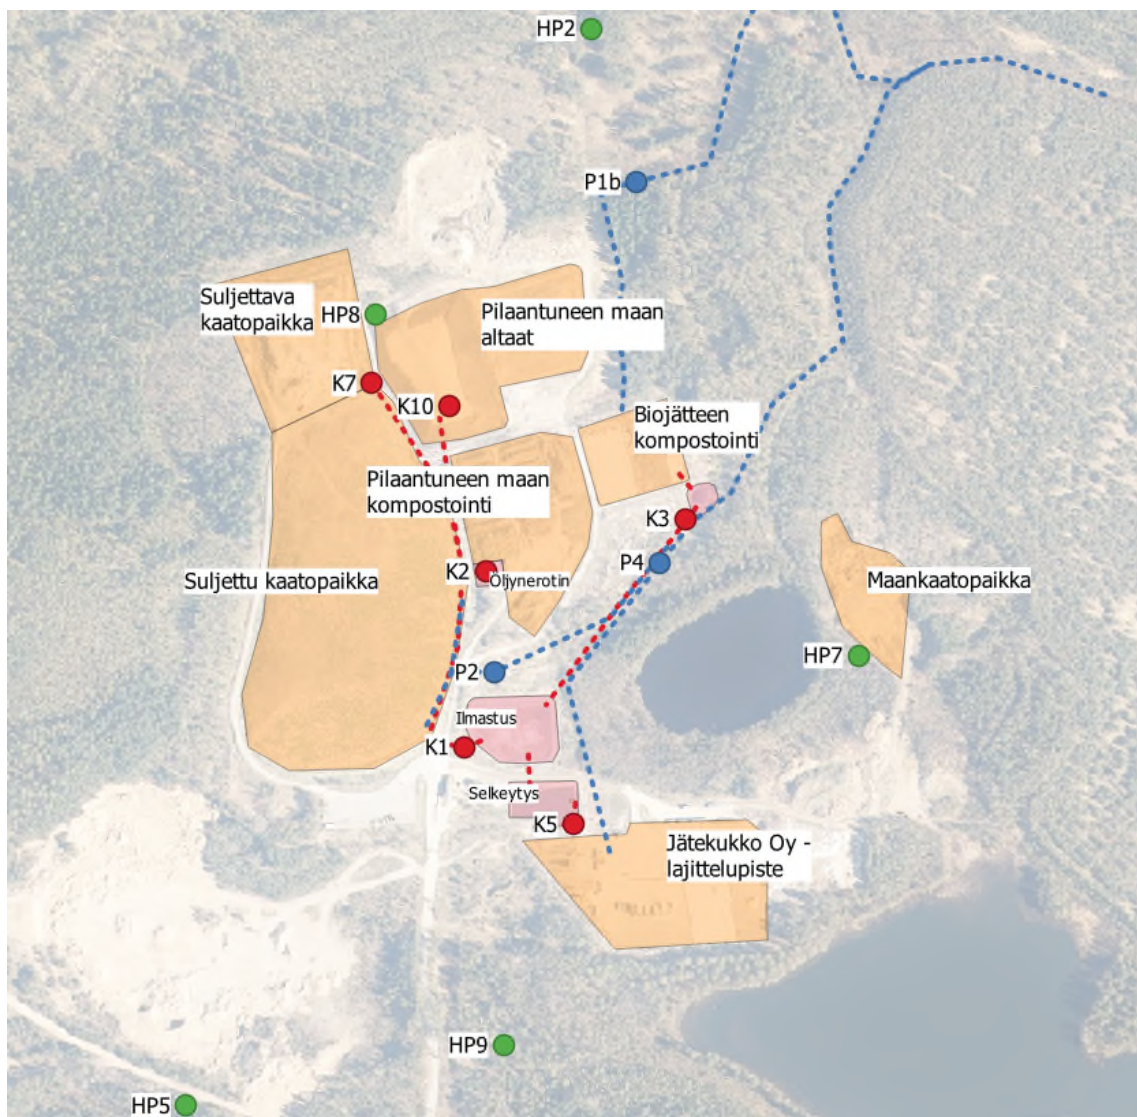 HP2
P1b
Suljettava
kaatopaikka
HP8
Pilaantuneen maan
altaat
K7
K10
Biojätteen
kompostointi
Pilaantuneen maan
kompostointi
K3
P4
K2
Öljynerotin
Suljettu kaatopaikka
Maankaatopaikka
HP7
P2
Ilmastus
K1
Selkeytys
K5
Jätekukko Oy -
lajittelupiste
HP9
HP5